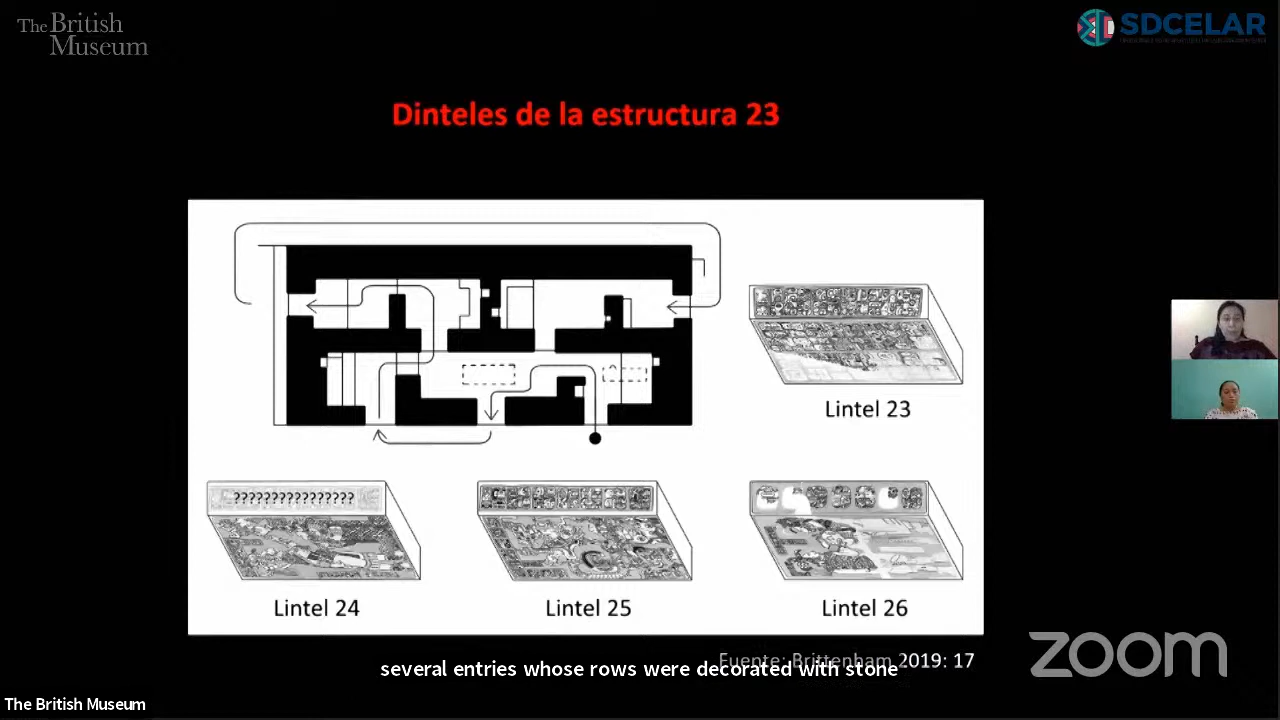 The British
Museum
SDCELAR
Dinteles de la estructura 23
Lintel 23
???????????????
Lintel 24
Lintel 25
Lintel 26
Fuente: Brittenham 2019: 17
several entries whose rows were decorated with stone
zoom
The British Museum